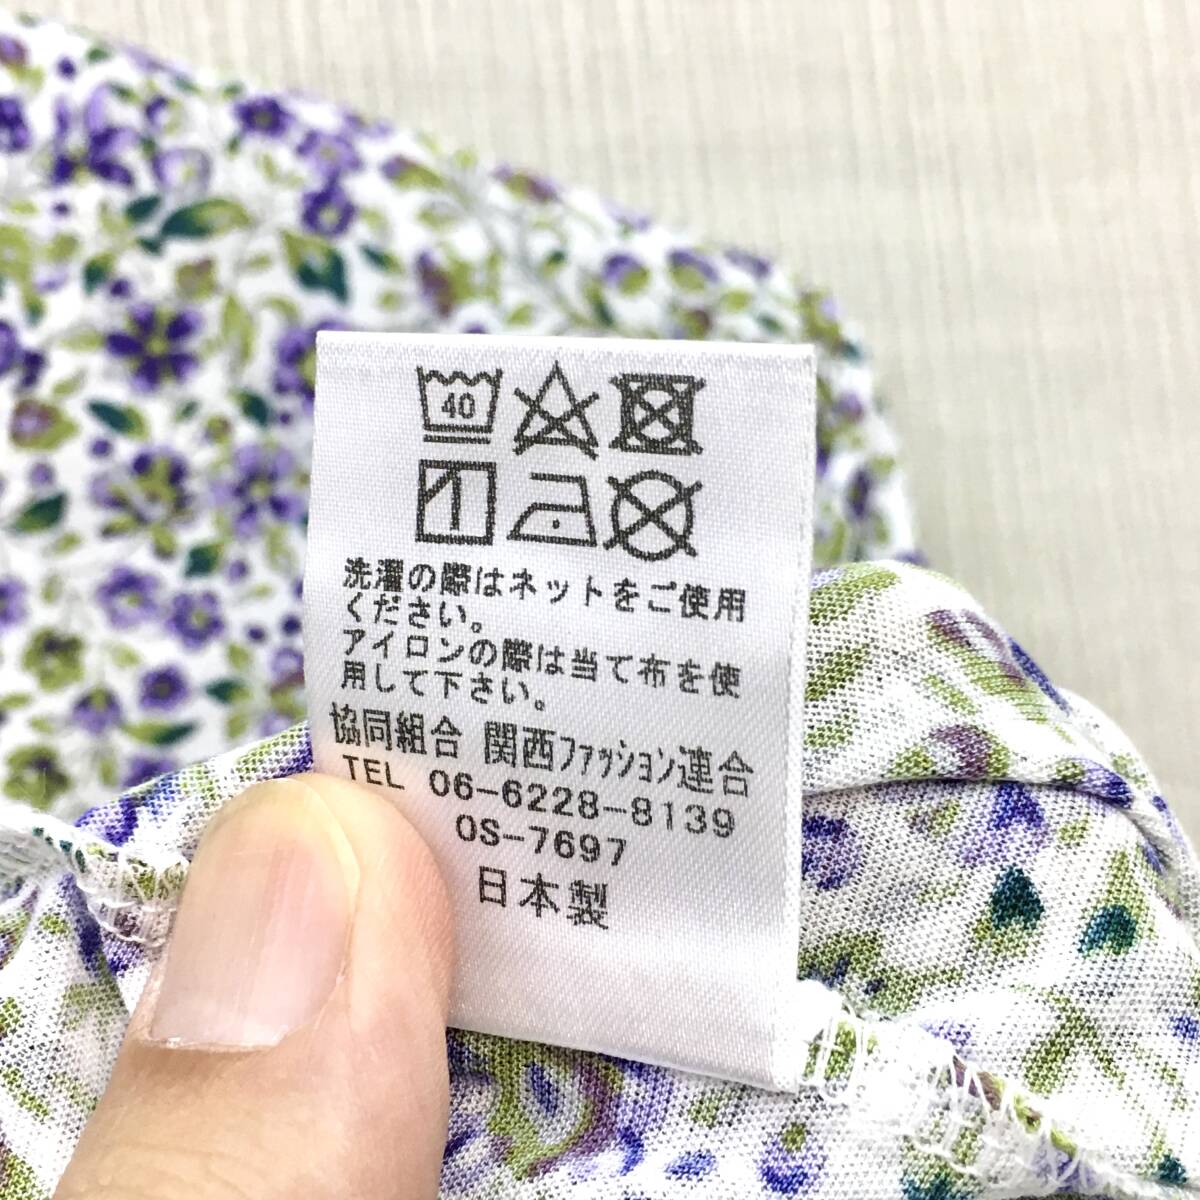 40
洗濯の際はネットをご使用
ください。
アイロンの際は当て布を使
用して下さい。
協同組合 関西ファッション連合
TEL 06-6228-8139
OS-7697
日本製